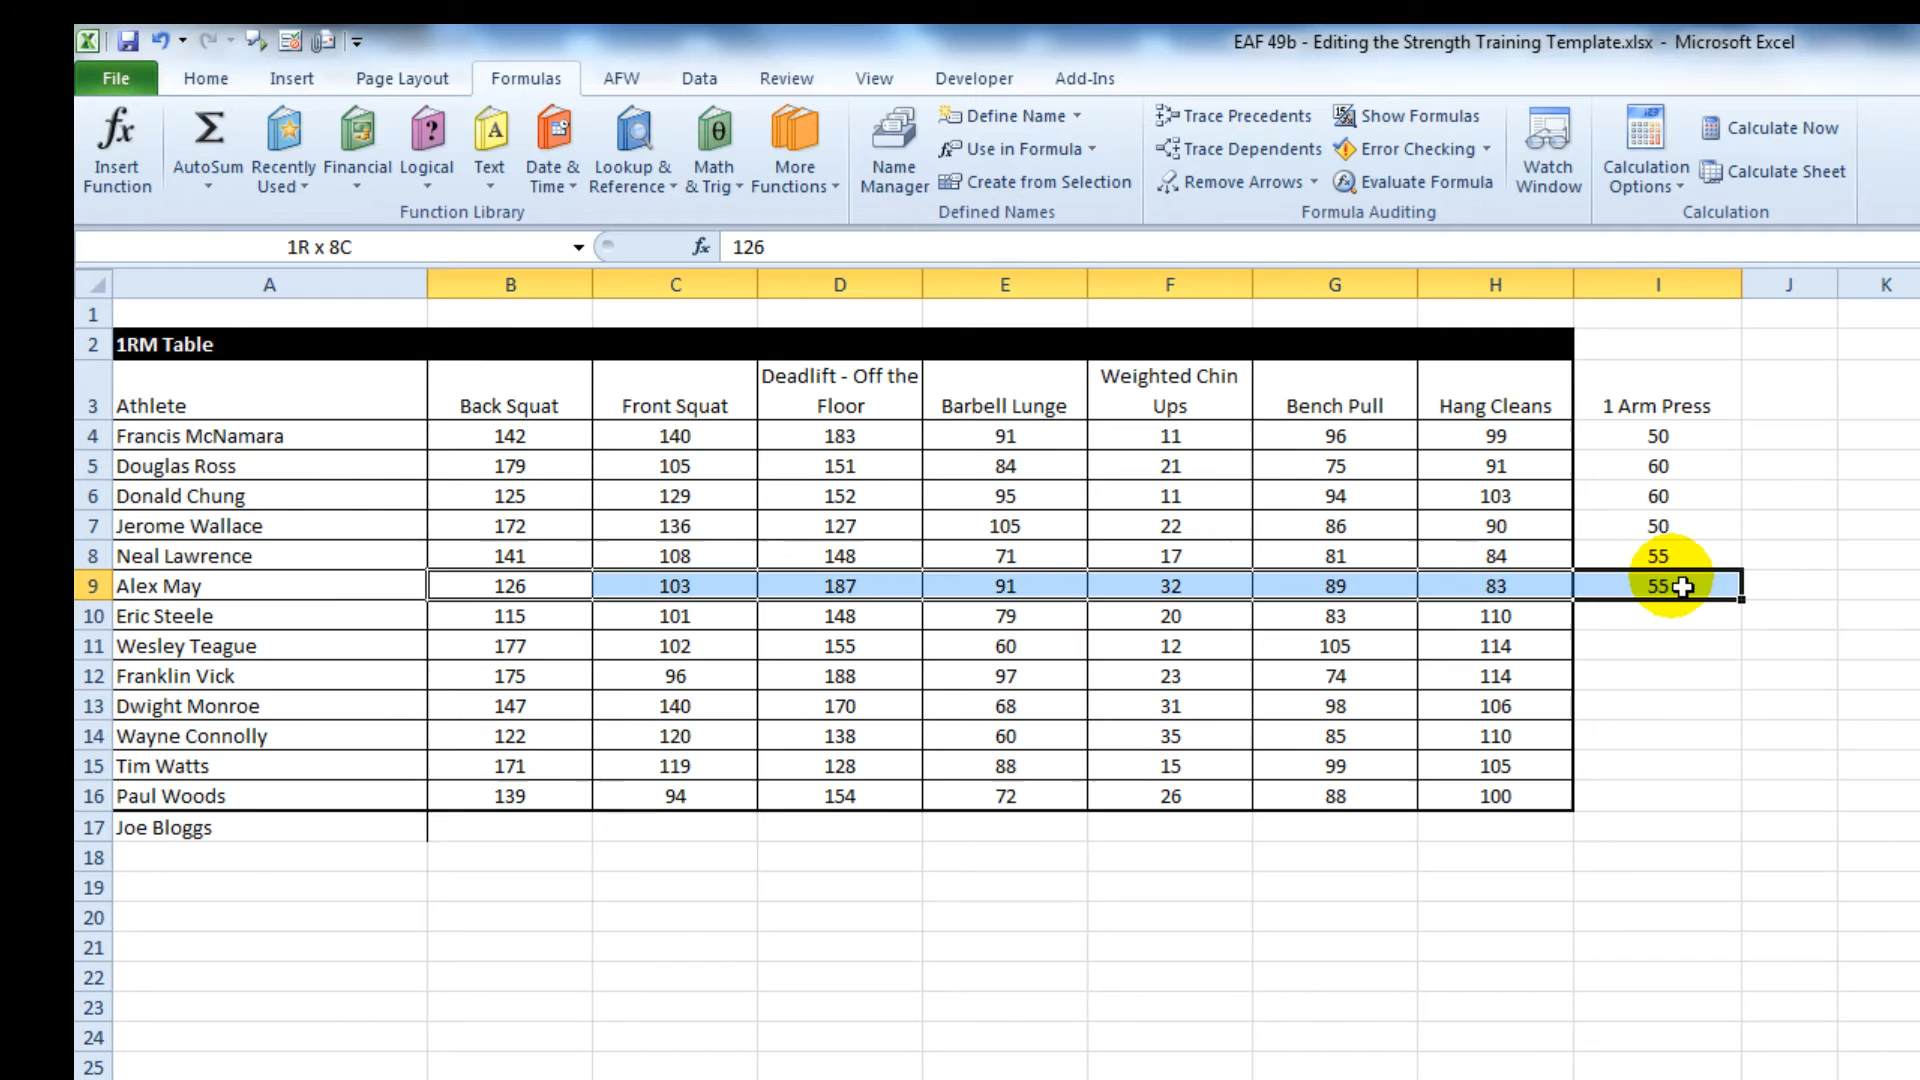 EAF 49b - Editing the Strength Training Template.xlsx - Microsoft Excel
File Home Insert Page Layout Formulas AFW Data Review View Developer Add-Ins
Insert Function AutoSum Recently Used Financial Logical Text Date & Time Lookup & Reference Math & Trig More Functions Name Manager Define Name Use in Formula Create from Selection Trace Precedents Trace Dependents Remove Arrows Show Formulas Error Checking Evaluate Formula Watch Window Calculation Options Calculate Now Calculate Sheet
Function Library Defined Names Formula Auditing Calculation
1R x 8C fx 126
A B C D E F G H I J K
1
2 1RM Table
3 Athlete Back Squat Front Squat Deadlift - Off the Floor Barbell Lunge Weighted Chin Ups Bench Pull Hang Cleans 1 Arm Press
4 Francis McNamara 142 140 183 91 11 96 99 50
5 Douglas Ross 179 105 151 84 21 75 91 60
6 Donald Chung 125 129 152 95 11 94 103 60
7 Jerome Wallace 172 136 127 105 22 86 90 50
8 Neal Lawrence 141 108 148 71 17 81 84 55
9 Alex May 126 103 187 91 32 89 83 55
10 Eric Steele 115 101 148 79 20 83 110
11 Wesley Teague 177 102 155 60 12 105 114
12 Franklin Vick 175 96 188 97 23 74 114
13 Dwight Monroe 147 140 170 68 31 98 106
14 Wayne Connolly 122 120 138 60 35 85 110
15 Tim Watts 171 119 128 88 15 99 105
16 Paul Woods 139 94 154 72 26 88 100
17 Joe Bloggs
18
19
20
21
22
23
24
25